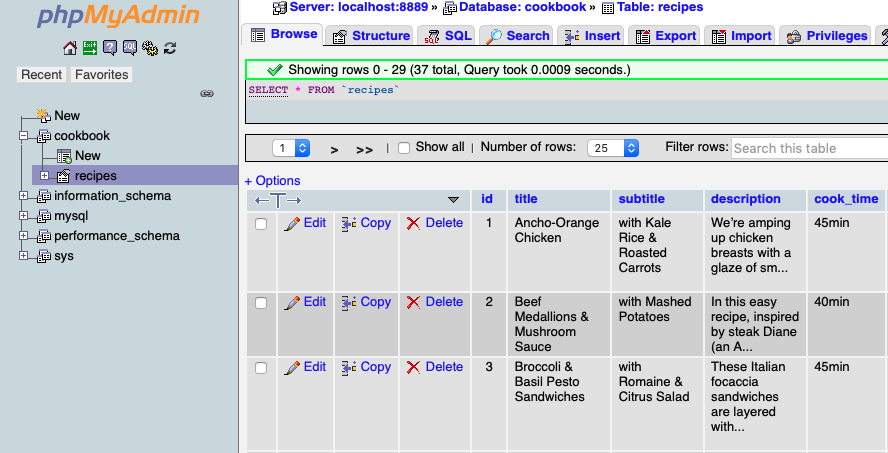 phpMyAdmin
Recent Favorites
New
cookbook
New
recipes
information_schema
mysql
performance_schema
sys
Server: localhost:8889 » Database: cookbook » Table: recipes
Browse Structure SQL Search Insert Export Import Privileges
Showing rows 0 - 29 (37 total, Query took 0.0009 seconds.)
SELECT * FROM `recipes`
1 > >> | Show all | Number of rows: 25 Filter rows: Search this table
+ Options
←T→ id title subtitle description cook_time
Edit Copy Delete 1 Ancho-Orange with Kale We're amping 45min
Chicken Rice & up chicken
Roasted breasts with a
Carrots glaze of sm...
Edit Copy Delete 2 Beef with Mashed In this easy 40min
Medallions & Potatoes recipe, inspired
Mushroom by steak Diane
Sauce (an A...
Edit Copy Delete 3 Broccoli & with These Italian 45min
Basil Pesto Romaine & focaccia
Sandwiches Citrus Salad sandwiches
are layered
with...